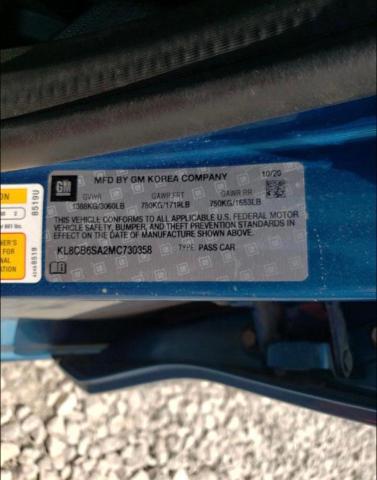 GM
MFD BY GM KOREA COMPANY
10/20
GVWR GAWR FRT GAWR RR
1388KG/3060LB 780KG/1719LB 750KG/1653LB
THIS VEHICLE CONFORMS TO ALL APPLICABLE U.S. FEDERAL MOTOR
VEHICLE SAFETY, BUMPER, AND THEFT PREVENTION STANDARDS IN
EFFECT ON THE DATE OF MANUFACTURE SHOWN ABOVE.
KL8CB6SA2MC730358 TYPE: PASS CAR
8519U